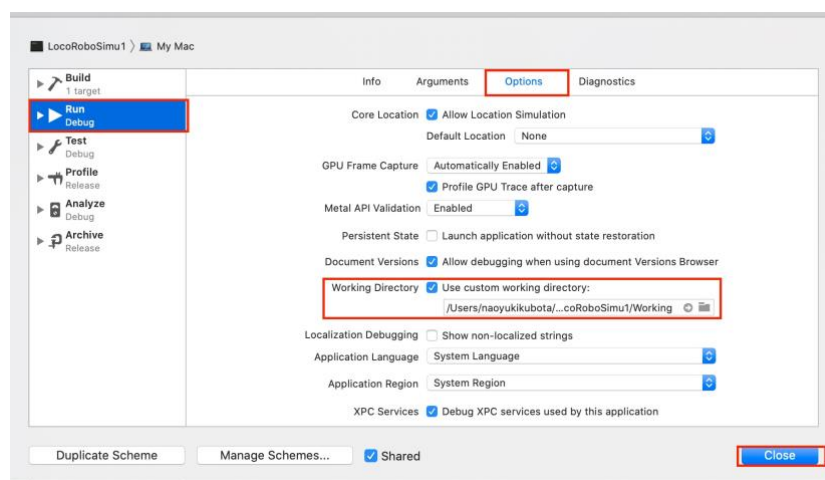 LocoRoboSimu1 〉 My Mac
Build
1 target
Run
Debug
Test
Debug
Profile
Release
Analyze
Debug
Archive
Release
Info Arguments Options Diagnostics
Core Location Allow Location Simulation
Default Location None
GPU Frame Capture Automatically Enabled
Profile GPU Trace after capture
Metal API Validation Enabled
Persistent State Launch application without state restoration
Document Versions Allow debugging when using document Versions Browser
Working Directory Use custom working directory:
/Users/naoyukikubota/...coRoboSimu1/Working
Localization Debugging Show non-localized strings
Application Language System Language
Application Region System Region
XPC Services Debug XPC services used by this application
Duplicate Scheme Manage Schemes... Shared Close